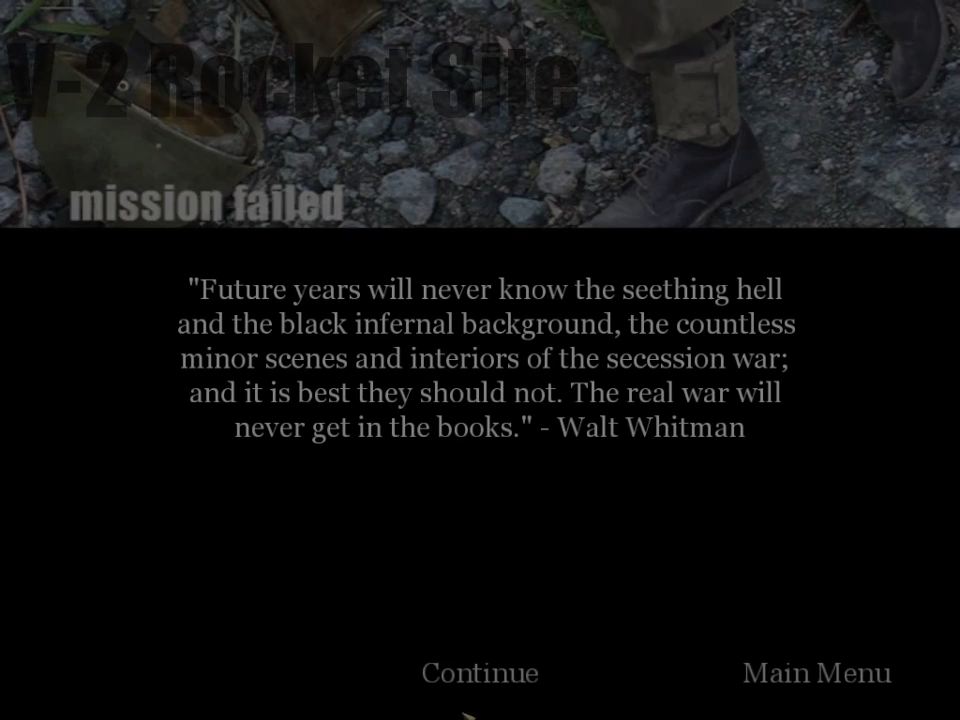 V-2 Rocket Site
mission failed
"Future years will never know the seething hell
and the black infernal background, the countless
minor scenes and interiors of the secession war;
and it is best they should not. The real war will
never get in the books." - Walt Whitman
Continue
Main Menu